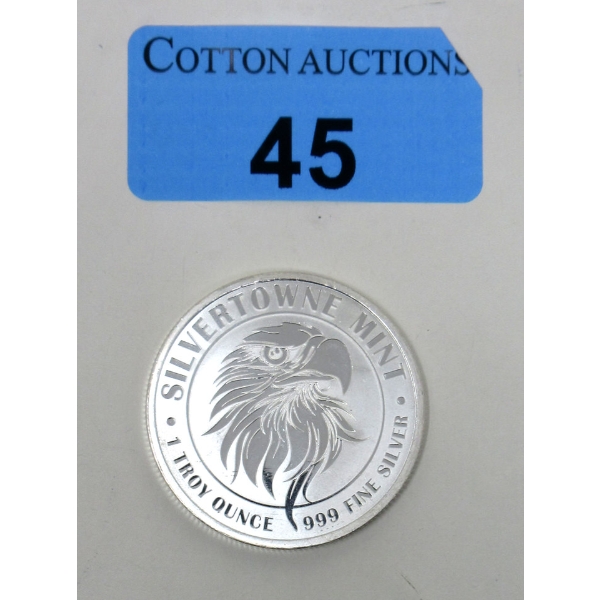 COTTON AUCTIONS
45
SILVERTOWNE MINT
• 1 TROY OUNCE 999 FINE SILVER •